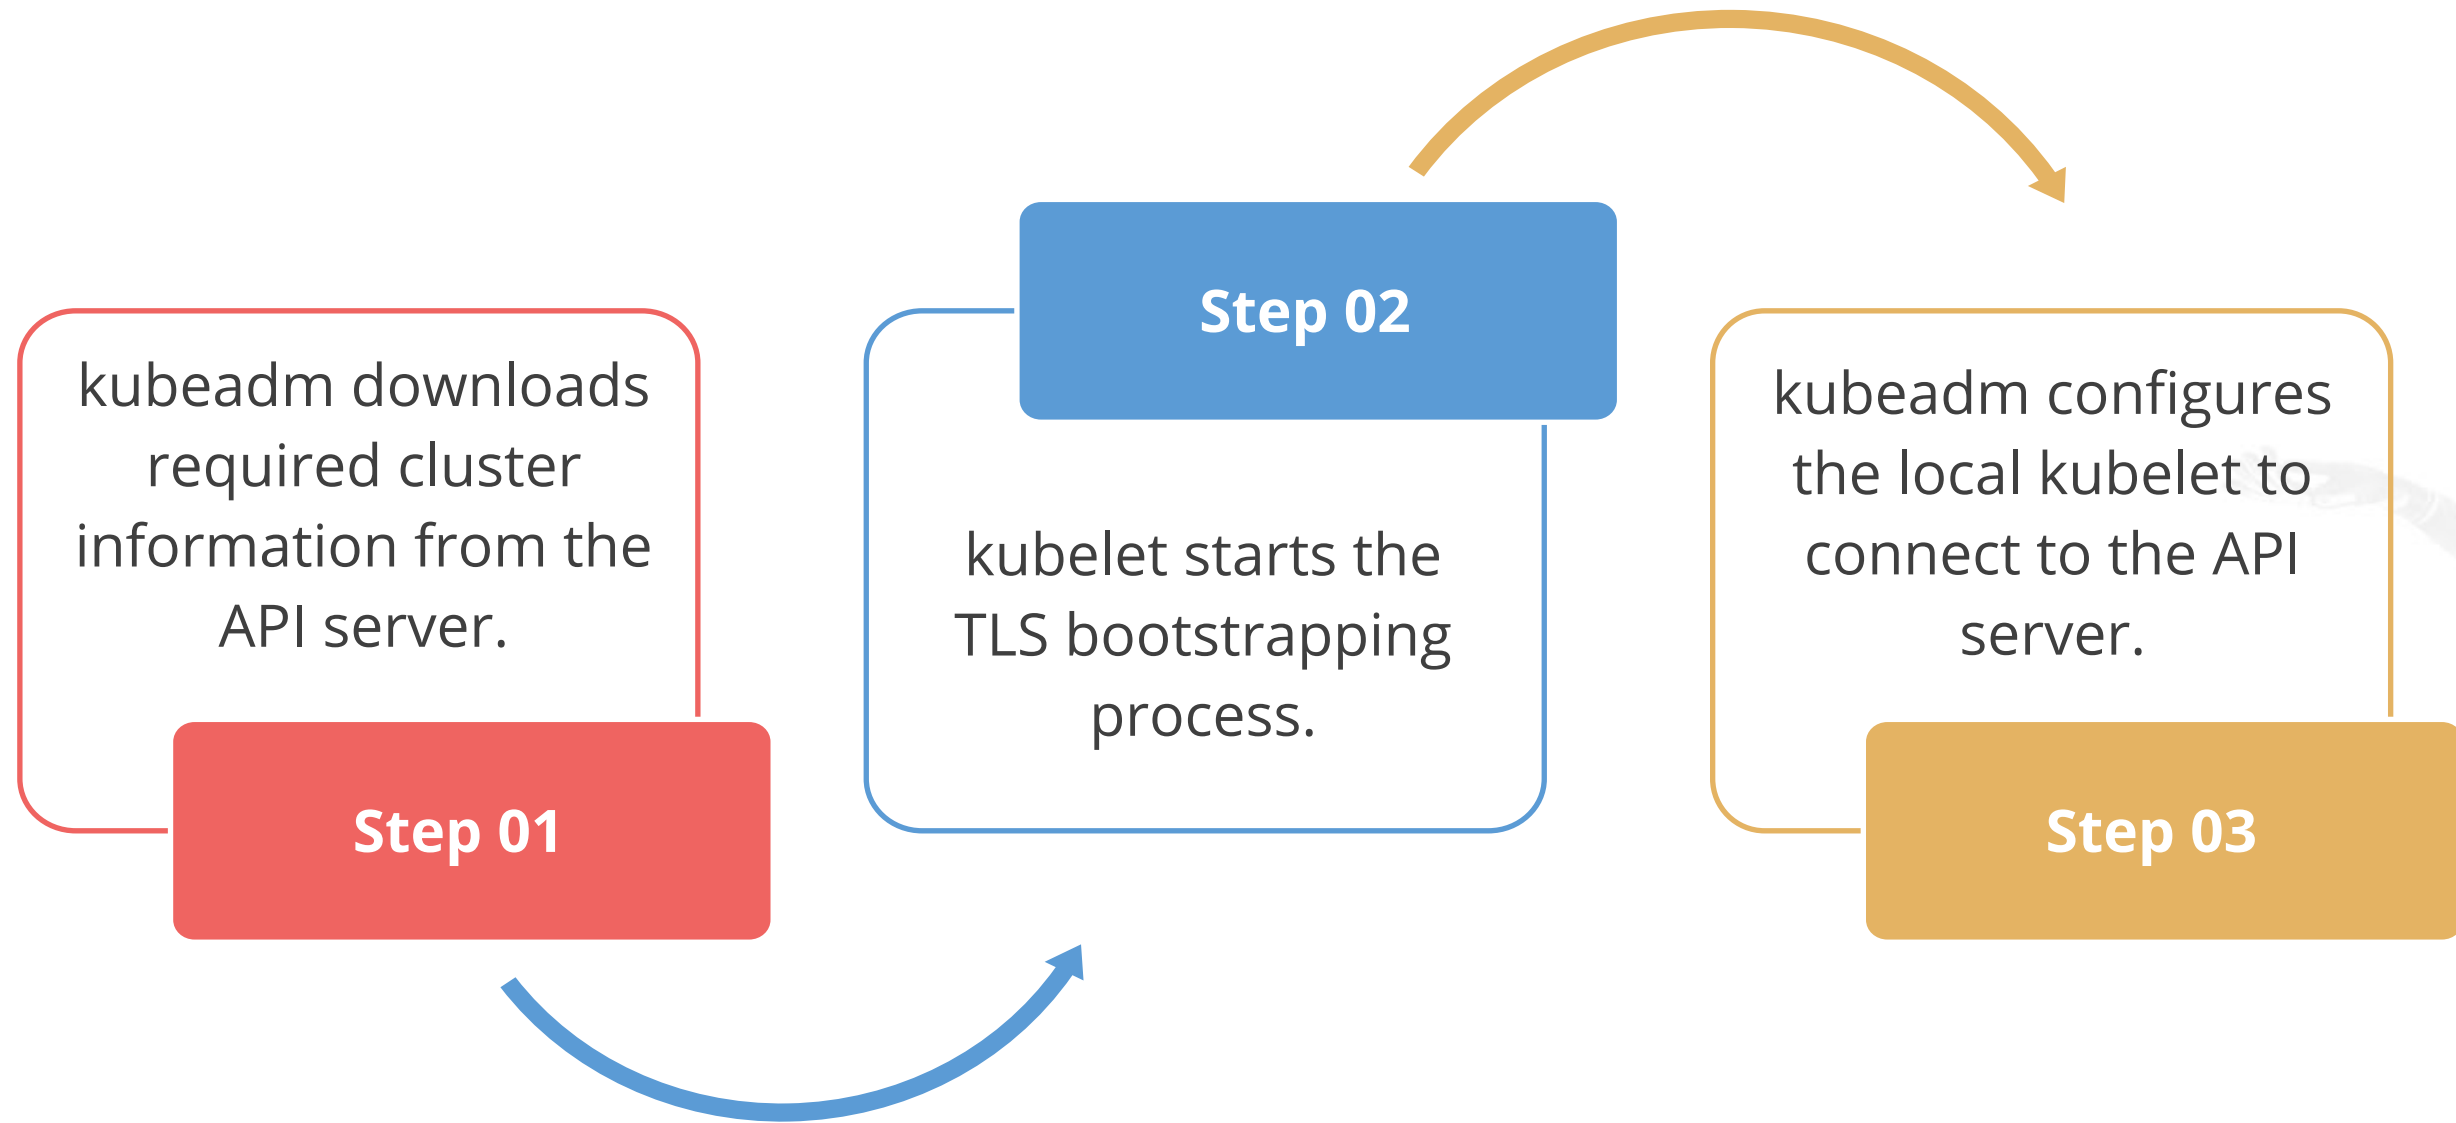 kubeadm downloads
required cluster
information from the
API server.
Step 01
Step 02
kubelet starts the
TLS bootstrapping
process.
kubeadm configures
the local kubelet to
connect to the API
server.
Step 03